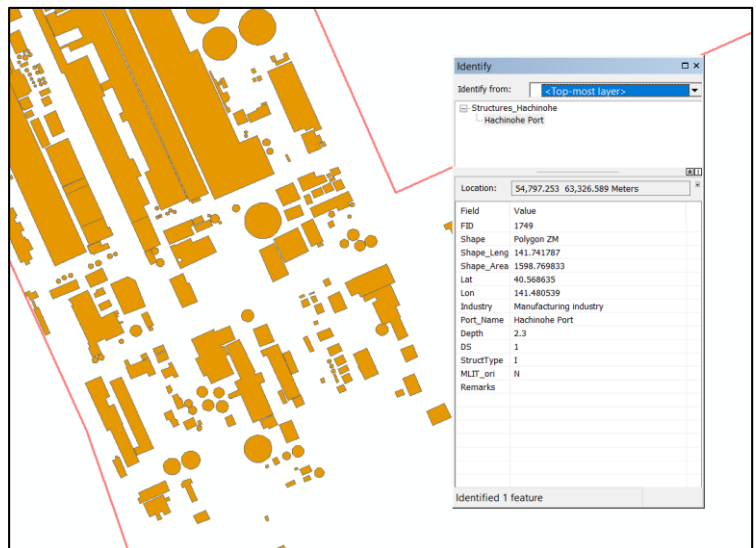 Identify
Identify from: <Top-most layer>
Structures_Hachinohe
Hachinohe Port
Location: 54,797.253 63,326.589 Meters
Field Value
FID 1749
Shape Polygon ZM
Shape_Leng 141.741787
Shape_Area 1598.769833
Lat 40.568635
Lon 141.480539
Industry Manufacturing industry
Port_Name Hachinohe Port
Depth 2.3
DS 1
StructType I
MLIT_ori N
Remarks
Identified 1 feature